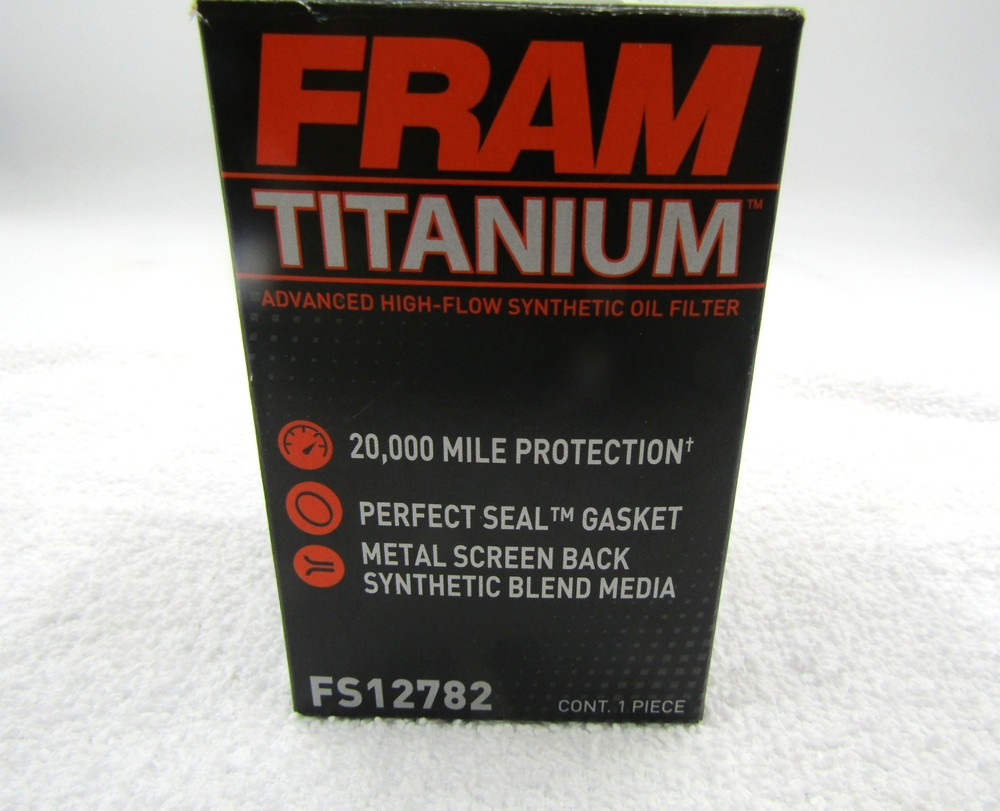 FRAM
TITANIUM™
ADVANCED HIGH-FLOW SYNTHETIC OIL FILTER
20,000 MILE PROTECTION†
PERFECT SEAL™ GASKET
METAL SCREEN BACK
SYNTHETIC BLEND MEDIA
FS12782
CONT. 1 PIECE